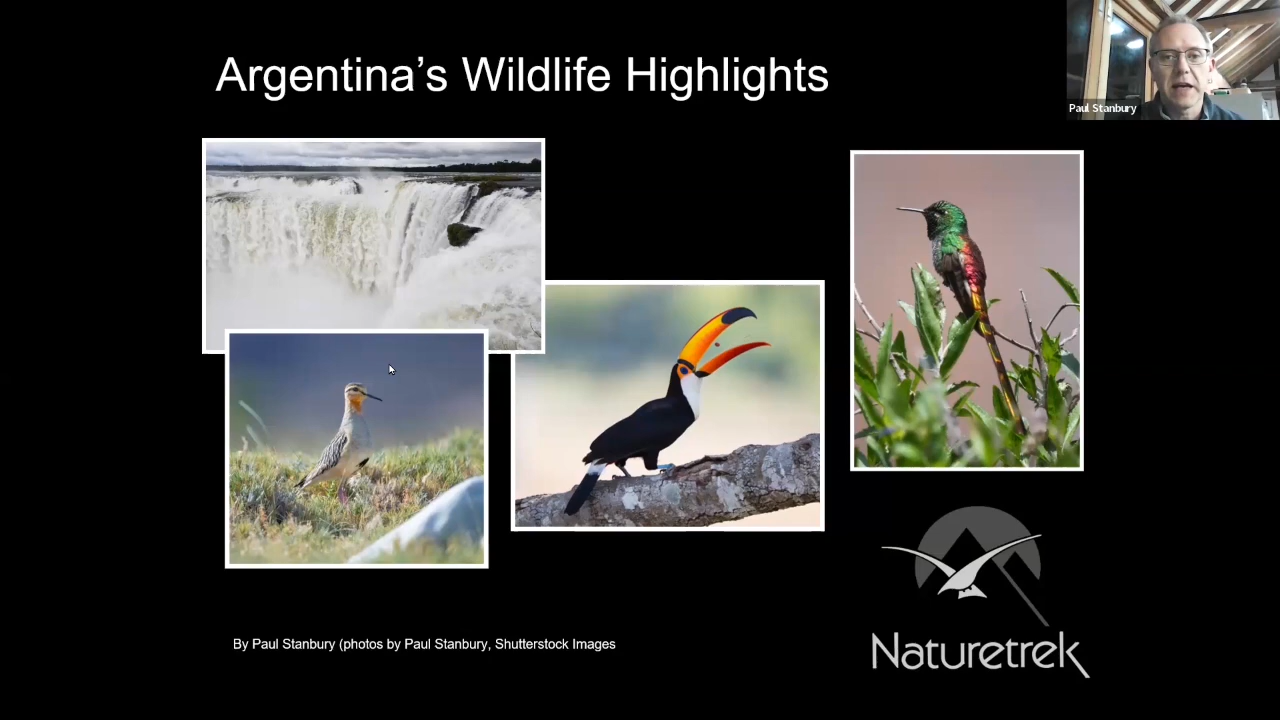 Argentina’s Wildlife Highlights
Paul Stanbury
By Paul Stanbury (photos by Paul Stanbury, Shutterstock Images
Naturetrek